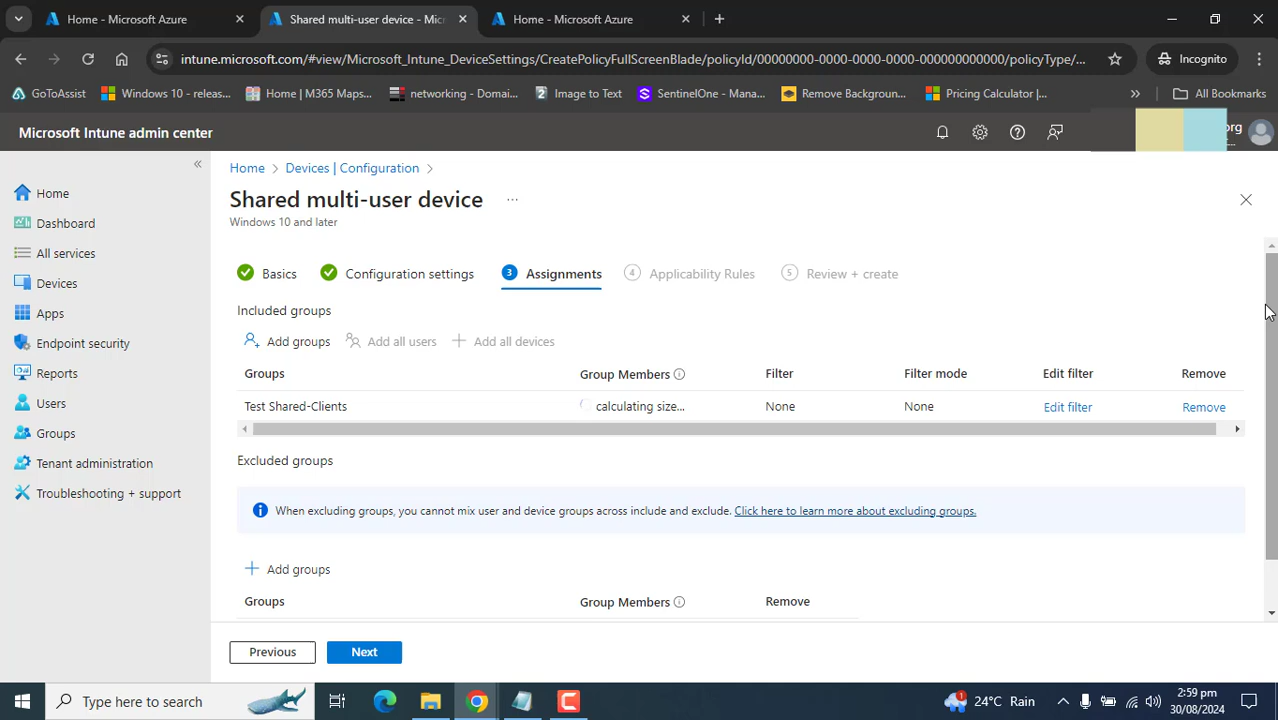 Home - Microsoft Azure
Shared multi-user device - Mic
Home - Microsoft Azure
intune.microsoft.com/#view/Microsoft_Intune_DeviceSettings/CreatePolicyFullScreenBlade/policyId/00000000-0000-0000-0000-000000000000/policyType/...
Incognito
GoToAssist
Windows 10 - releas...
Home | M365 Maps...
networking - Domai...
Image to Text
SentinelOne - Mana...
Remove Backgroun...
Pricing Calculator |...
All Bookmarks
Microsoft Intune admin center
org
Home
Dashboard
All services
Devices
Apps
Endpoint security
Reports
Users
Groups
Tenant administration
Troubleshooting + support
Home > Devices | Configuration >
Shared multi-user device ...
Windows 10 and later
Basics
Configuration settings
3 Assignments
4 Applicability Rules
5 Review + create
Included groups
Add groups
Add all users
Add all devices
Groups Group Members Filter Filter mode Edit filter Remove
Test Shared-Clients calculating size... None None Edit filter Remove
Excluded groups
When excluding groups, you cannot mix user and device groups across include and exclude. Click here to learn more about excluding groups.
Add groups
Groups Group Members Remove
Previous
Next
Type here to search
1
24°C Rain
2:59 pm
30/08/2024